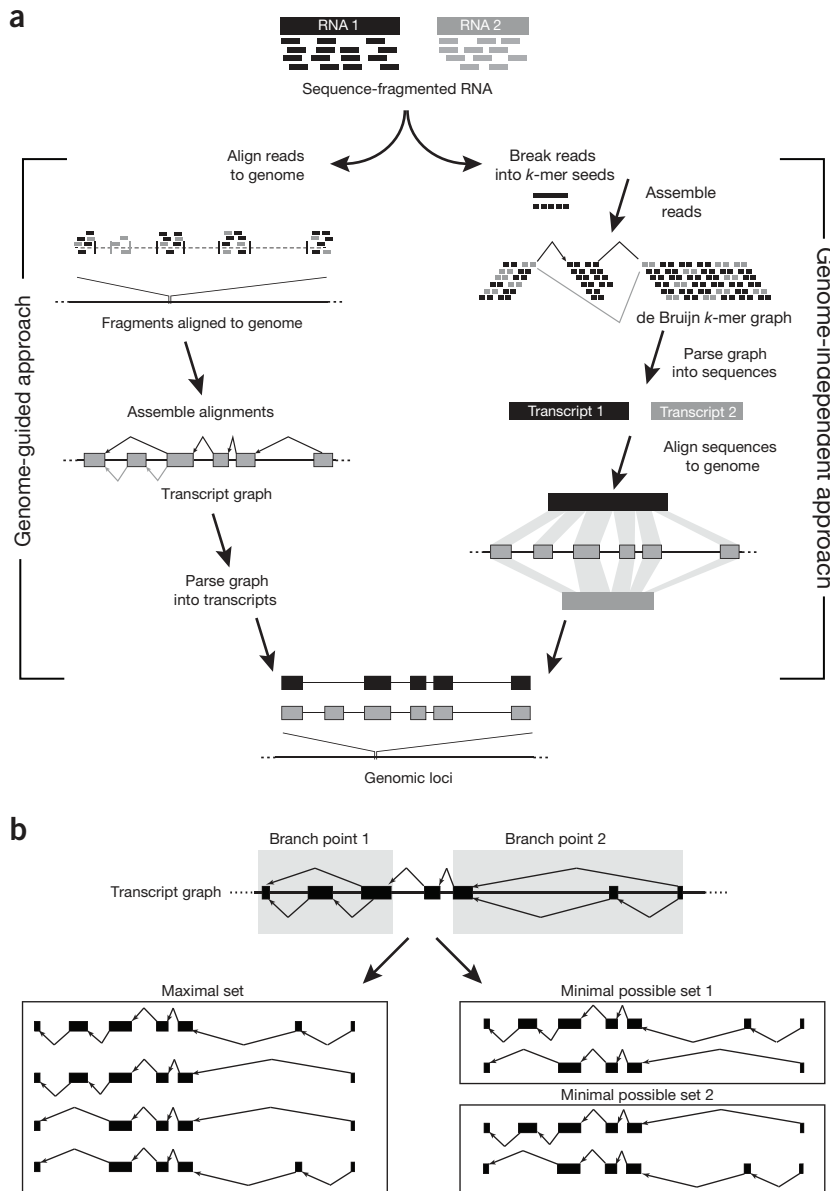 a
RNA 1
RNA 2
Sequence-fragmented RNA
Align reads
to genome
Break reads
into k-mer seeds
Assemble
reads
Fragments aligned to genome
de Bruijn k-mer graph
Genome-guided approach
Genome-independent approach
Parse graph
into sequences
Assemble alignments
Transcript 1
Transcript 2
Align sequences
to genome
Transcript graph
Parse graph
into transcripts
Genomic loci
b
Branch point 1
Branch point 2
Transcript graph
Maximal set
Minimal possible set 1
Minimal possible set 2